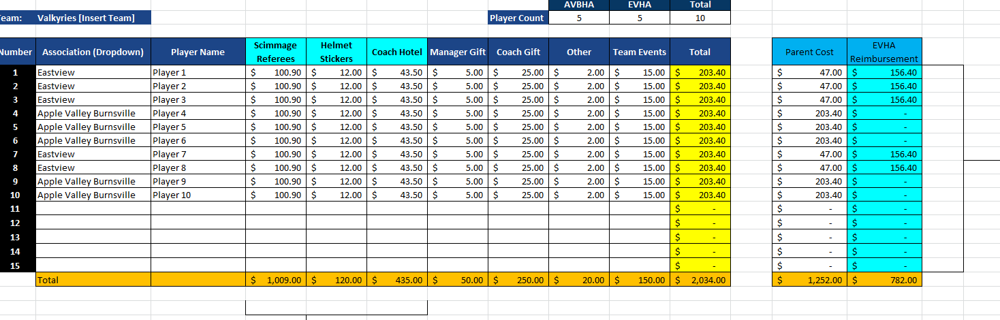 AVBHA EVHA Total
eam: Valkyries [Insert Team] Player Count 5 5 10
Scimmage Helmet EVHA
Number Association (Dropdown) Player Name Coach Hotel Manager Gift Coach Gift Other Team Events Total Parent Cost
Referees Stickers Reimbursement
1 Eastview Player 1 $ 100.90 $ 12.00 $ 43.50 $ 5.00 $ 25.00 $ 2.00 $ 15.00 $ 203.40 $ 47.00 $ 156.40
2 Eastview Player 2 $ 100.90 $ 12.00 $ 43.50 $ 5.00 $ 25.00 $ 2.00 $ 15.00 $ 203.40 $ 47.00 $ 156.40
3 Eastview Player 3 $ 100.90 $ 12.00 $ 43.50 $ 5.00 $ 25.00 $ 2.00 $ 15.00 $ 203.40 $ 47.00 $ 156.40
4 Apple Valley Burnsville Player 4 $ 100.90 $ 12.00 $ 43.50 $ 5.00 $ 25.00 $ 2.00 $ 15.00 $ 203.40 $ 203.40 $ -
5 Apple Valley Burnsville Player 5 $ 100.90 $ 12.00 $ 43.50 $ 5.00 $ 25.00 $ 2.00 $ 15.00 $ 203.40 $ 203.40 $ -
6 Apple Valley Burnsville Player 6 $ 100.90 $ 12.00 $ 43.50 $ 5.00 $ 25.00 $ 2.00 $ 15.00 $ 203.40 $ 203.40 $ -
7 Eastview Player 7 $ 100.90 $ 12.00 $ 43.50 $ 5.00 $ 25.00 $ 2.00 $ 15.00 $ 203.40 $ 47.00 $ 156.40
8 Eastview Player 8 $ 100.90 $ 12.00 $ 43.50 $ 5.00 $ 25.00 $ 2.00 $ 15.00 $ 203.40 $ 47.00 $ 156.40
9 Apple Valley Burnsville Player 9 $ 100.90 $ 12.00 $ 43.50 $ 5.00 $ 25.00 $ 2.00 $ 15.00 $ 203.40 $ 203.40 $ -
10 Apple Valley Burnsville Player 10 $ 100.90 $ 12.00 $ 43.50 $ 5.00 $ 25.00 $ 2.00 $ 15.00 $ 203.40 $ 203.40 $ -
11 $ - $ - $ -
12 $ - $ - $ -
13 $ - $ - $ -
14 $ - $ - $ -
15 $ - $ - $ -
Total $ 1,009.00 $ 120.00 $ 435.00 $ 50.00 $ 250.00 $ 20.00 $ 150.00 $ 2,034.00 $ 1,252.00 $ 782.00